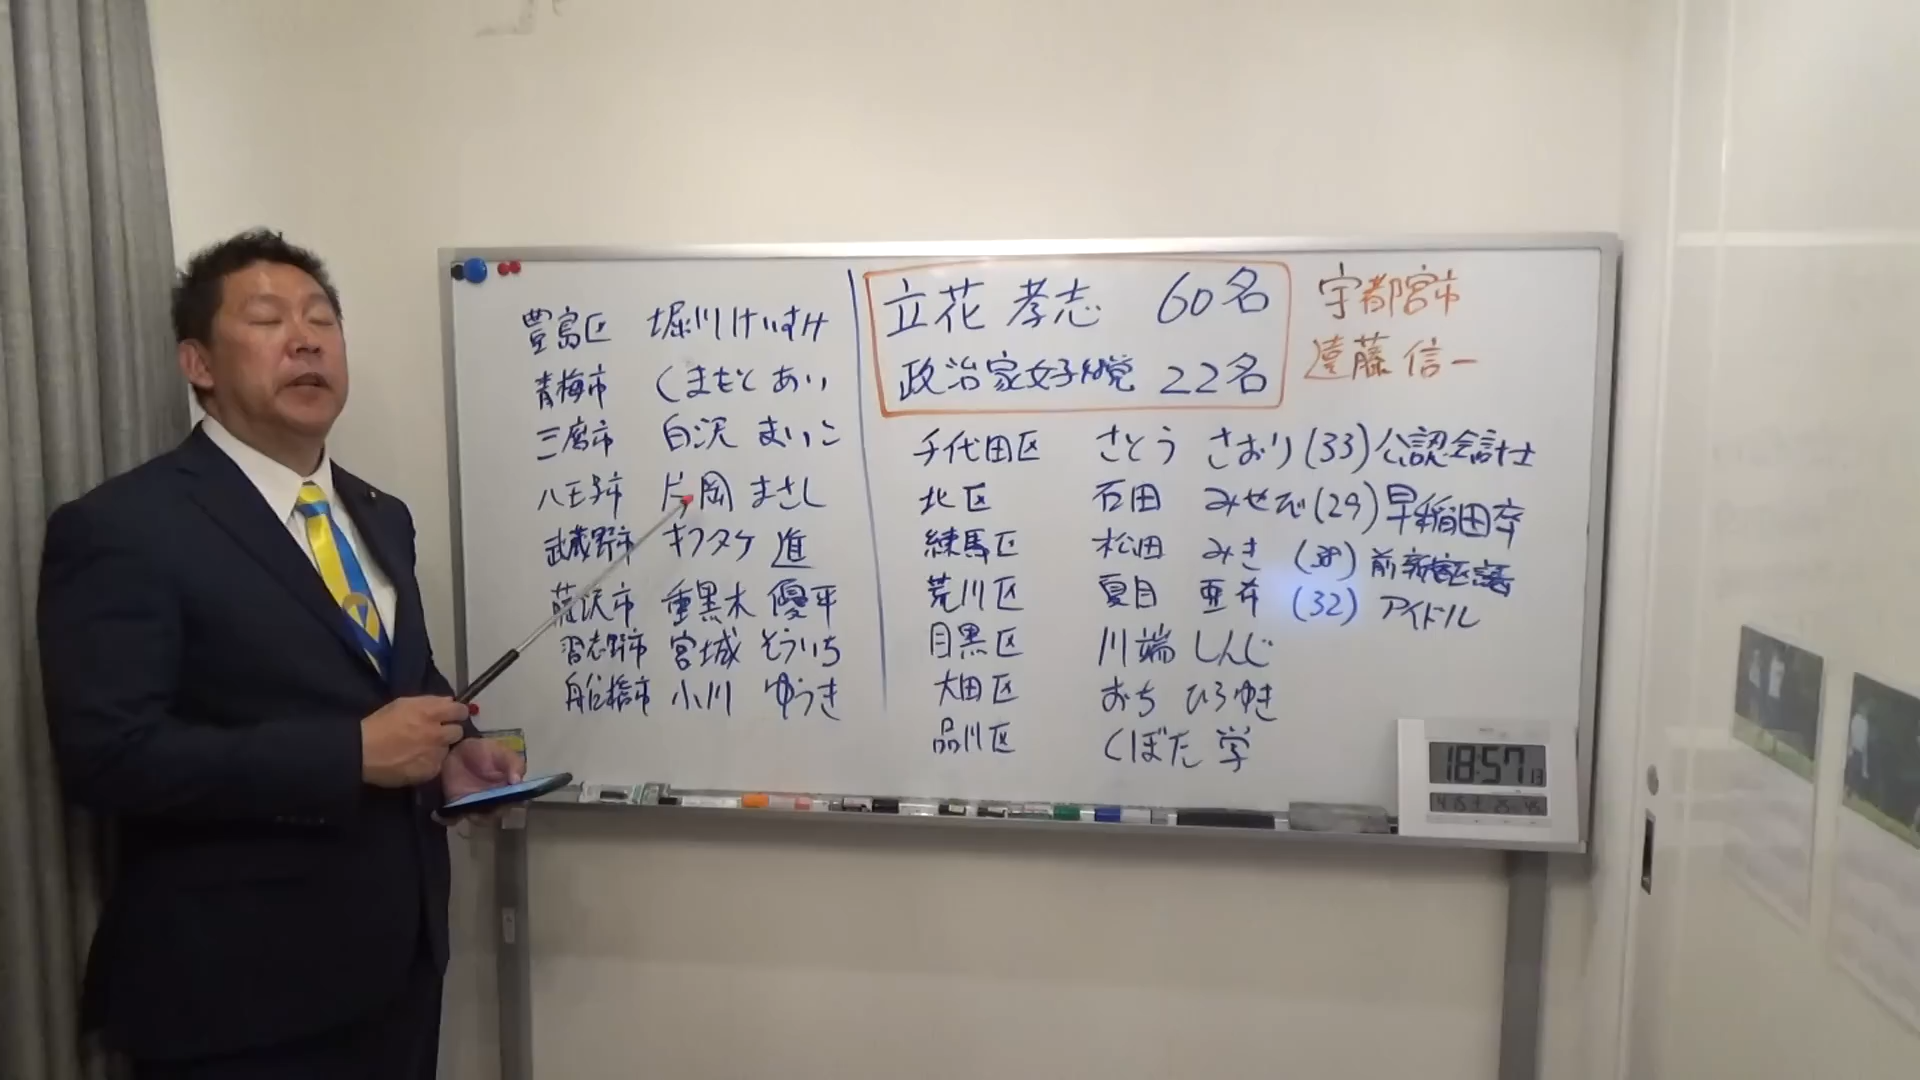 豊島区 堀川けいすけ
青梅市 くまもと あい
三鷹市 白沢 まいこ
八王子市 片岡 まさし
武蔵野市 キフタケ 進
藤沢市 重黒木 優平
習志野市 宮城 そういち
船橋市 小川 ゆうき
立花 孝志 60名
政治家女子48党 22名
宇都宮市
遠藤 信一
千代田区 さとう さおり (33) 公認会計士
北区 石田 みせび (29) 早稲田卒
練馬区 松田 みき (38) 前新宿区議
荒川区 夏目 亜希 (32) アイドル
目黒区 川端 しんじ
大田区 おち ひろゆき
品川区 くぼた 学
18:57 13